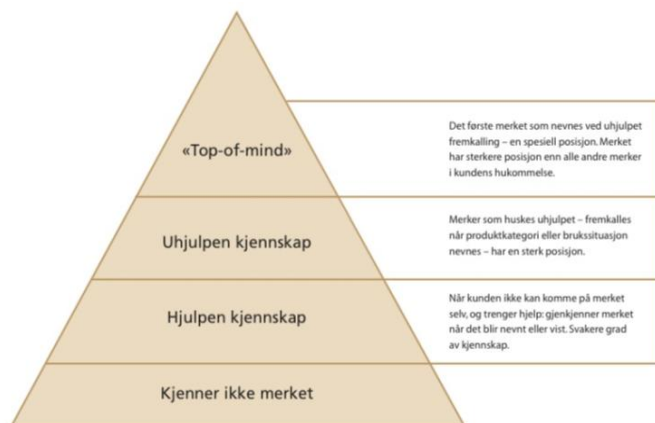 «Top-of-mind»
Det første merket som nevnes ved uhjulpet
fremkalling – en spesiell posisjon. Merket
har sterkere posisjon enn alle andre merker
i kundens hukommelse.
Uhjulpen kjennskap
Merker som huskes uhjulpet – fremkalles
når produktkategori eller brukssituasjon
nevnes – har en sterk posisjon.
Hjulpen kjennskap
Når kunden ikke kan komme på merket
selv, og trenger hjelp: gjenkjenner merket
når det blir nevnt eller vist. Svakere grad
av kjennskap.
Kjenner ikke merket